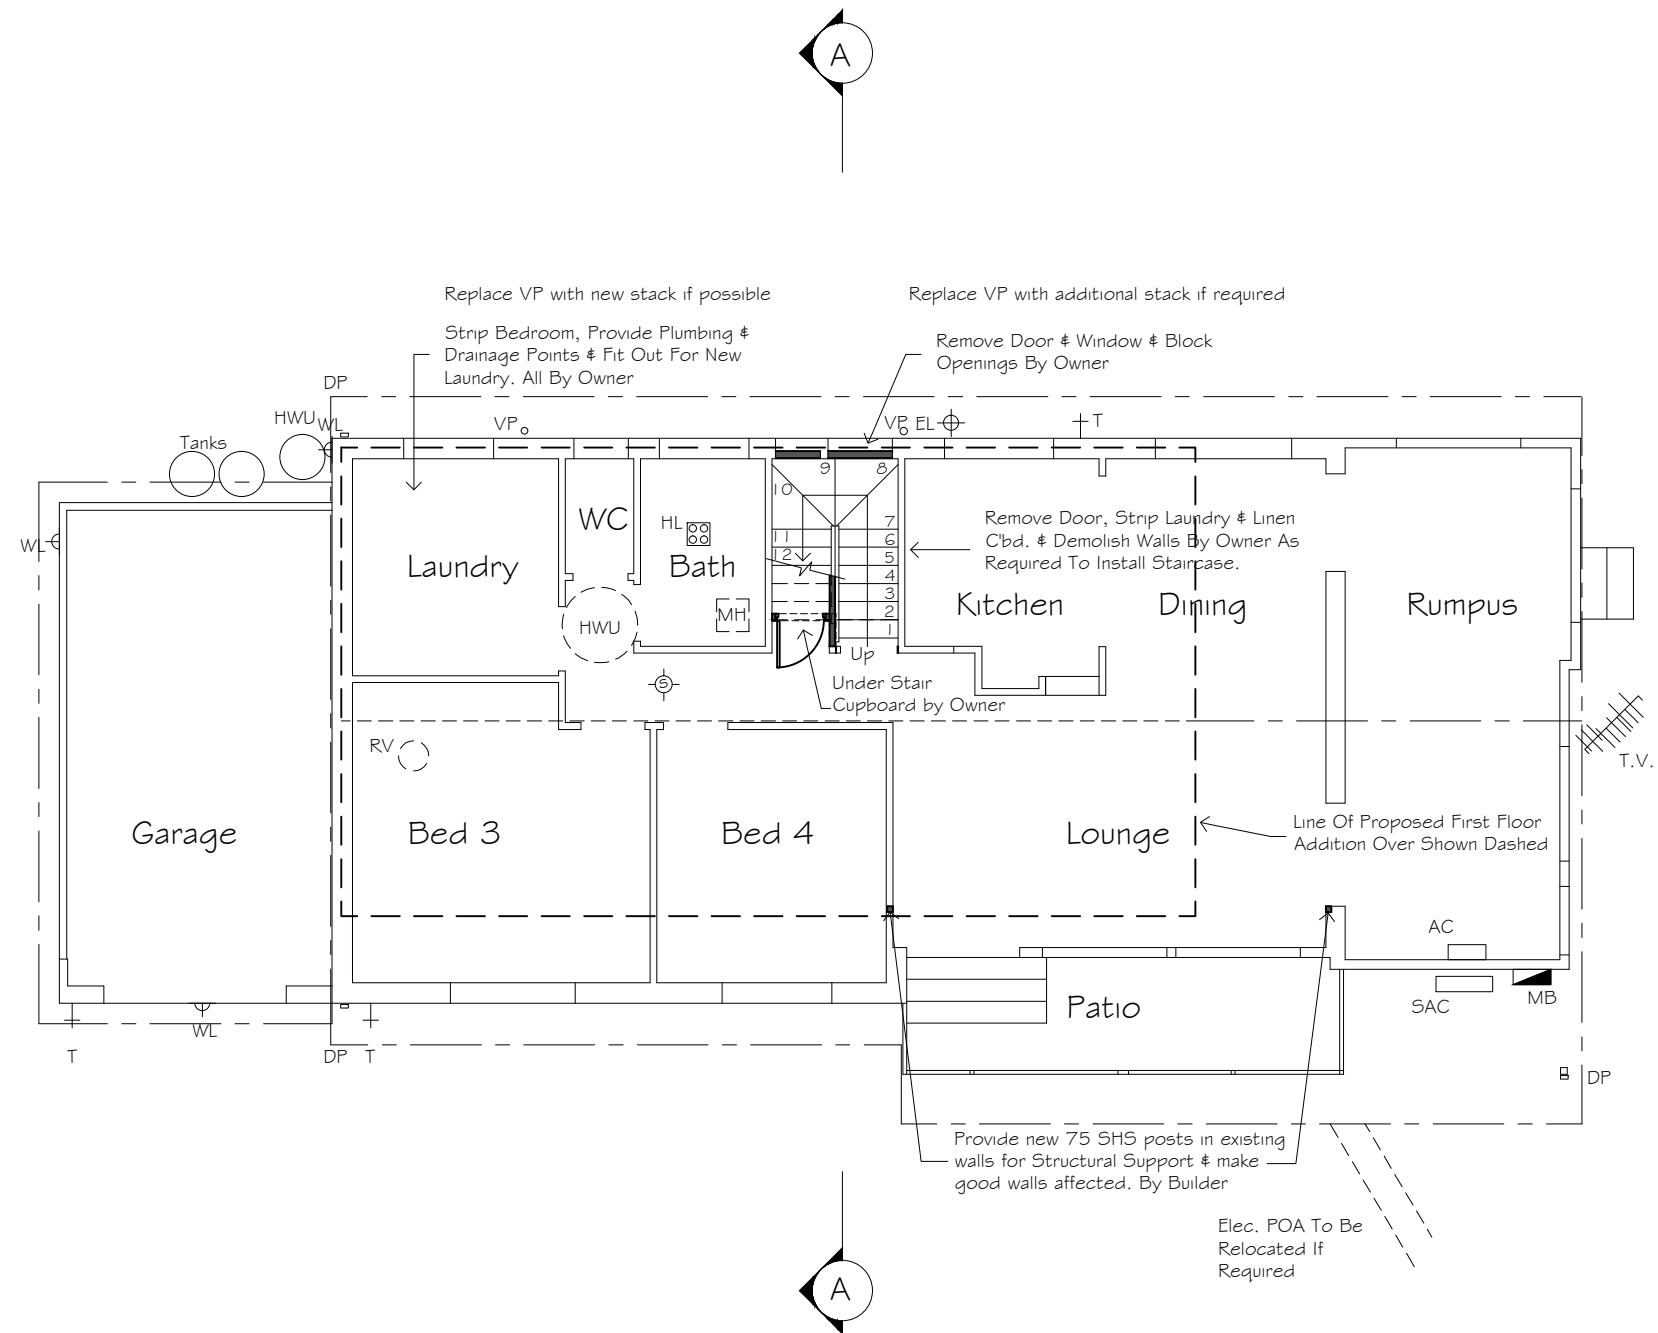 A
Replace VP with new stack if possible
Replace VP with additional stack if required
Strip Bedroom, Provide Plumbing &
Drainage Points & Fit Out For New
Laundry. All By Owner
Remove Door & Window & Block
Openings By Owner
DP
HWU
WL
Tanks
VP
VP
EL
T
WL
9
8
10
11
12
7
6
5
4
3
2
1
Up
WC
HL
Laundry
Bath
MH
HWU
Remove Door, Strip Laundry & Linen
C'bd. & Demolish Walls By Owner As
Required To Install Staircase.
Kitchen
Dining
Rumpus
S
Under Stair
Cupboard by Owner
RV
T.V.
Garage
Bed 3
Bed 4
Lounge
Line Of Proposed First Floor
Addition Over Shown Dashed
AC
SAC
MB
Patio
WL
T
DP
T
DP
Provide new 75 SHS posts in existing
walls for Structural Support & make
good walls affected. By Builder
Elec. POA To Be
Relocated If
Required
A